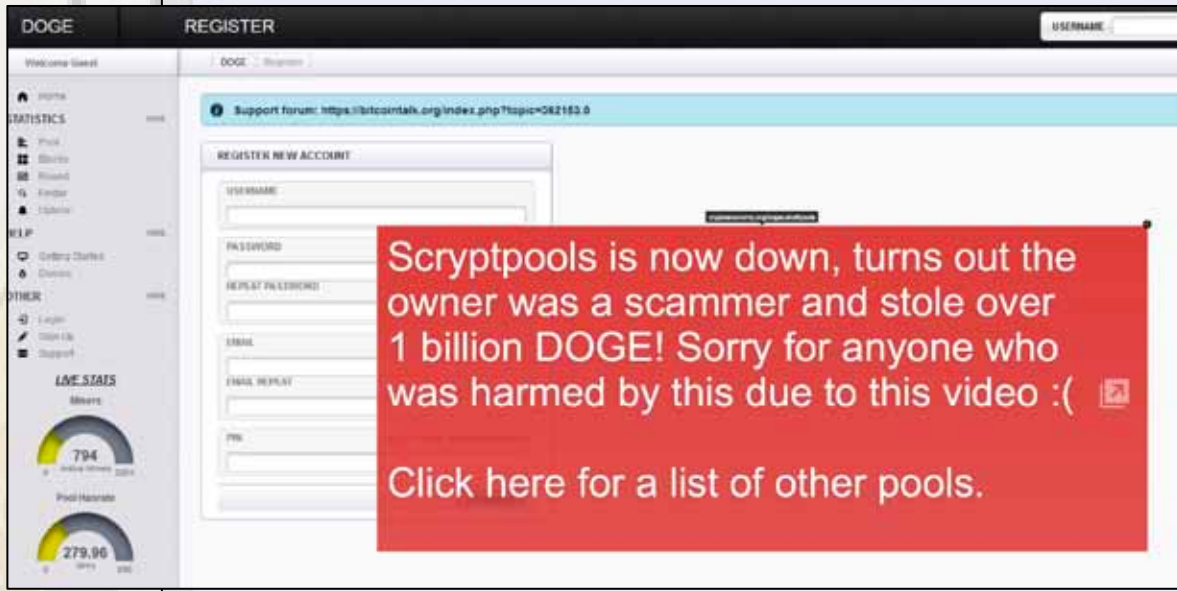 DOGE
REGISTER
USERNAME
Welcome Guest
DOGE
Register
Home
STATISTICS
Pool
Blocks
Round
Finder
HELP
Getting Started
OTHER
Login
Sign Up
Support
LIVE STATS
Miners
794
Active Miners
0
Pool Hashrate
279.96
0
Support forum: https://bitcointalk.org/index.php?topic=382153.0
REGISTER NEW ACCOUNT
USERNAME
PASSWORD
REPEAT PASSWORD
EMAIL
EMAIL REPEAT
PIN
Scryptpools is now down, turns out the
owner was a scammer and stole over
1 billion DOGE! Sorry for anyone who
was harmed by this due to this video :(
Click here for a list of other pools.